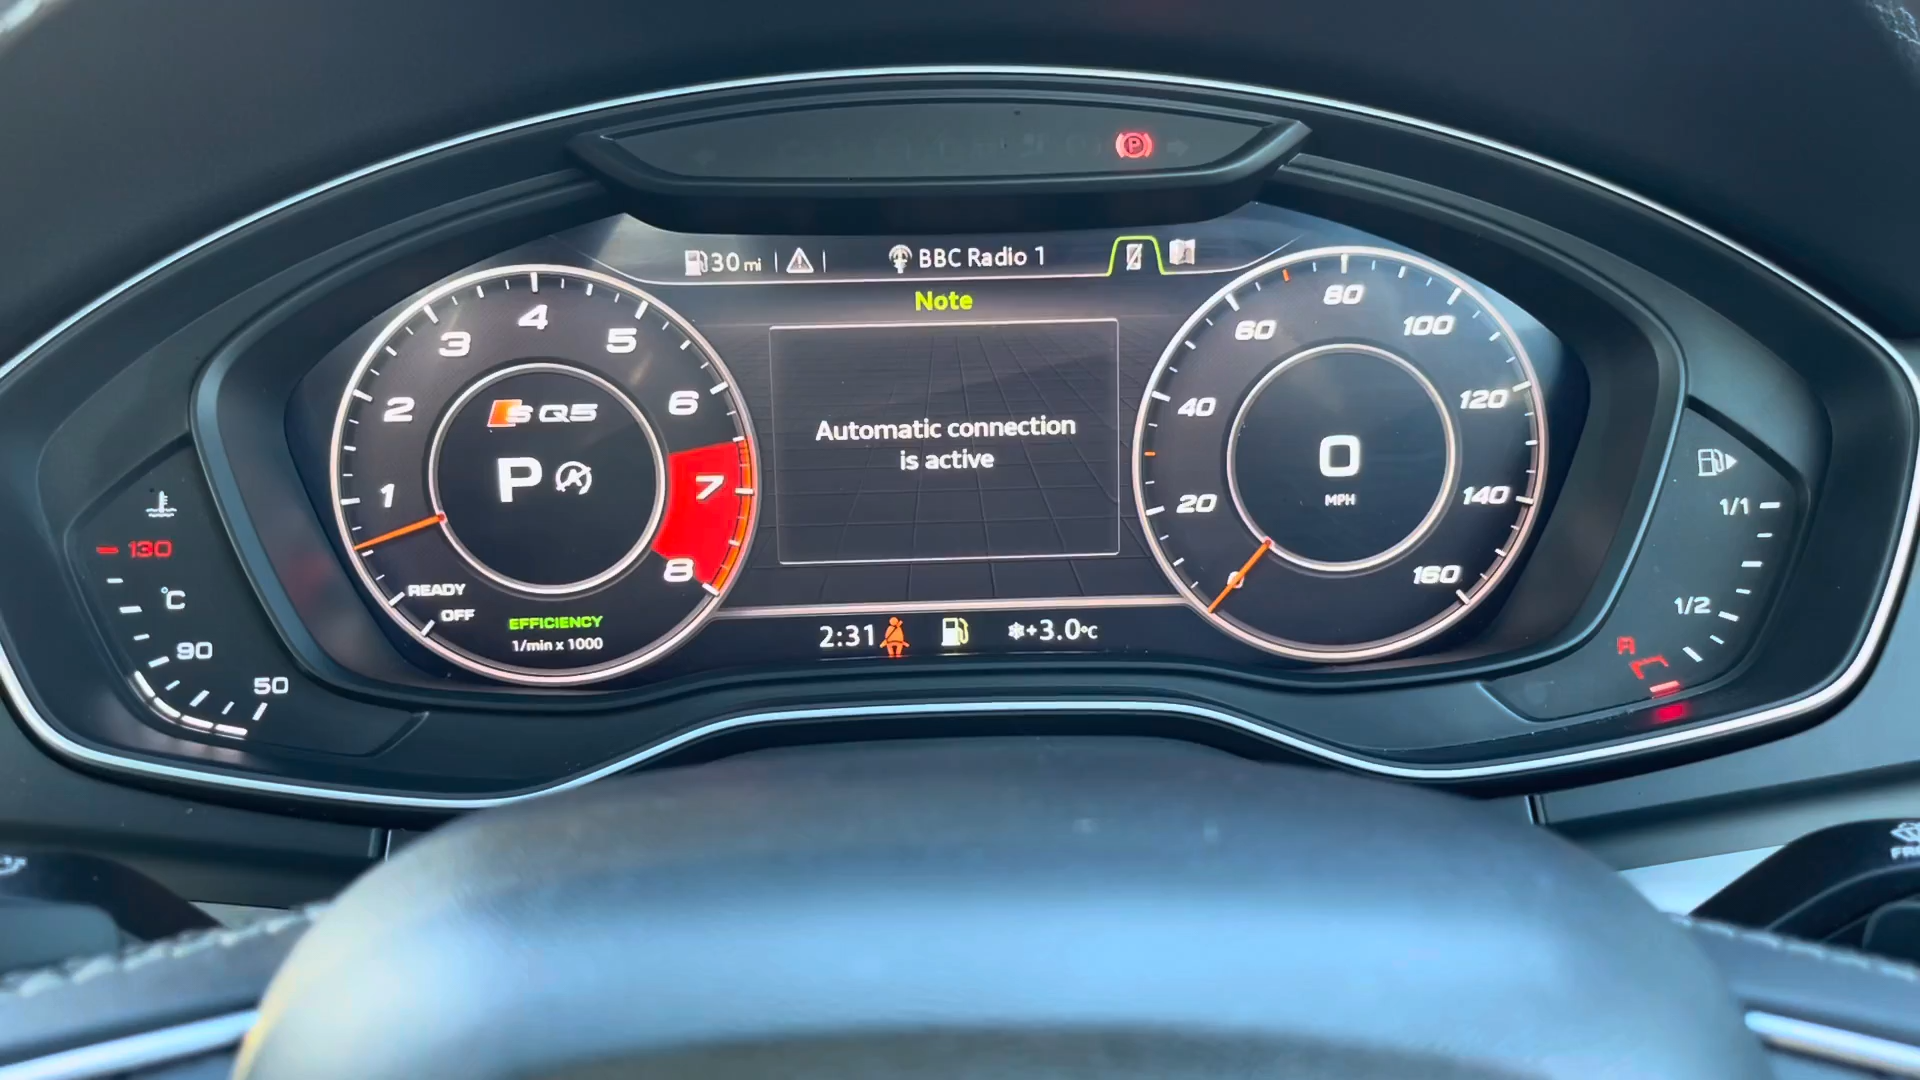 30 mi
BBC Radio 1
Note
Automatic connection
is active
1
2
3
4
5
6
7
8
SQ5
P
A
READY
OFF
EFFICIENCY
1/min x 1000
2:31
+3.0°C
0
20
40
60
80
100
120
140
160
0
MPH
130
°C
90
50
1/1
1/2
R
P